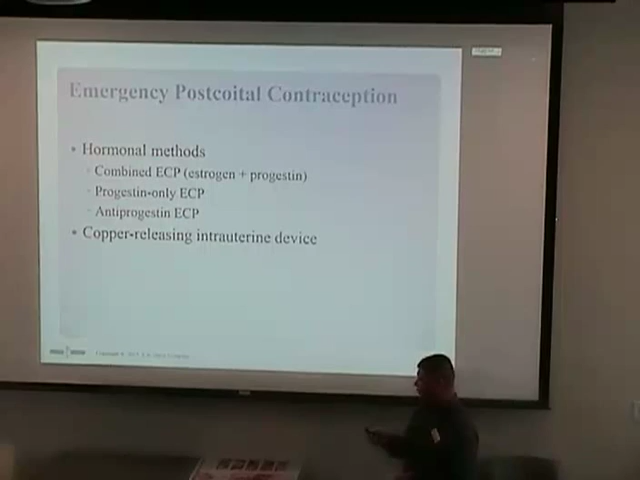 Emergency Postcoital Contraception
• Hormonal methods
Combined ECP (estrogen + progestin)
Progestin-only ECP
Antiprogestin ECP
• Copper-releasing intrauterine device